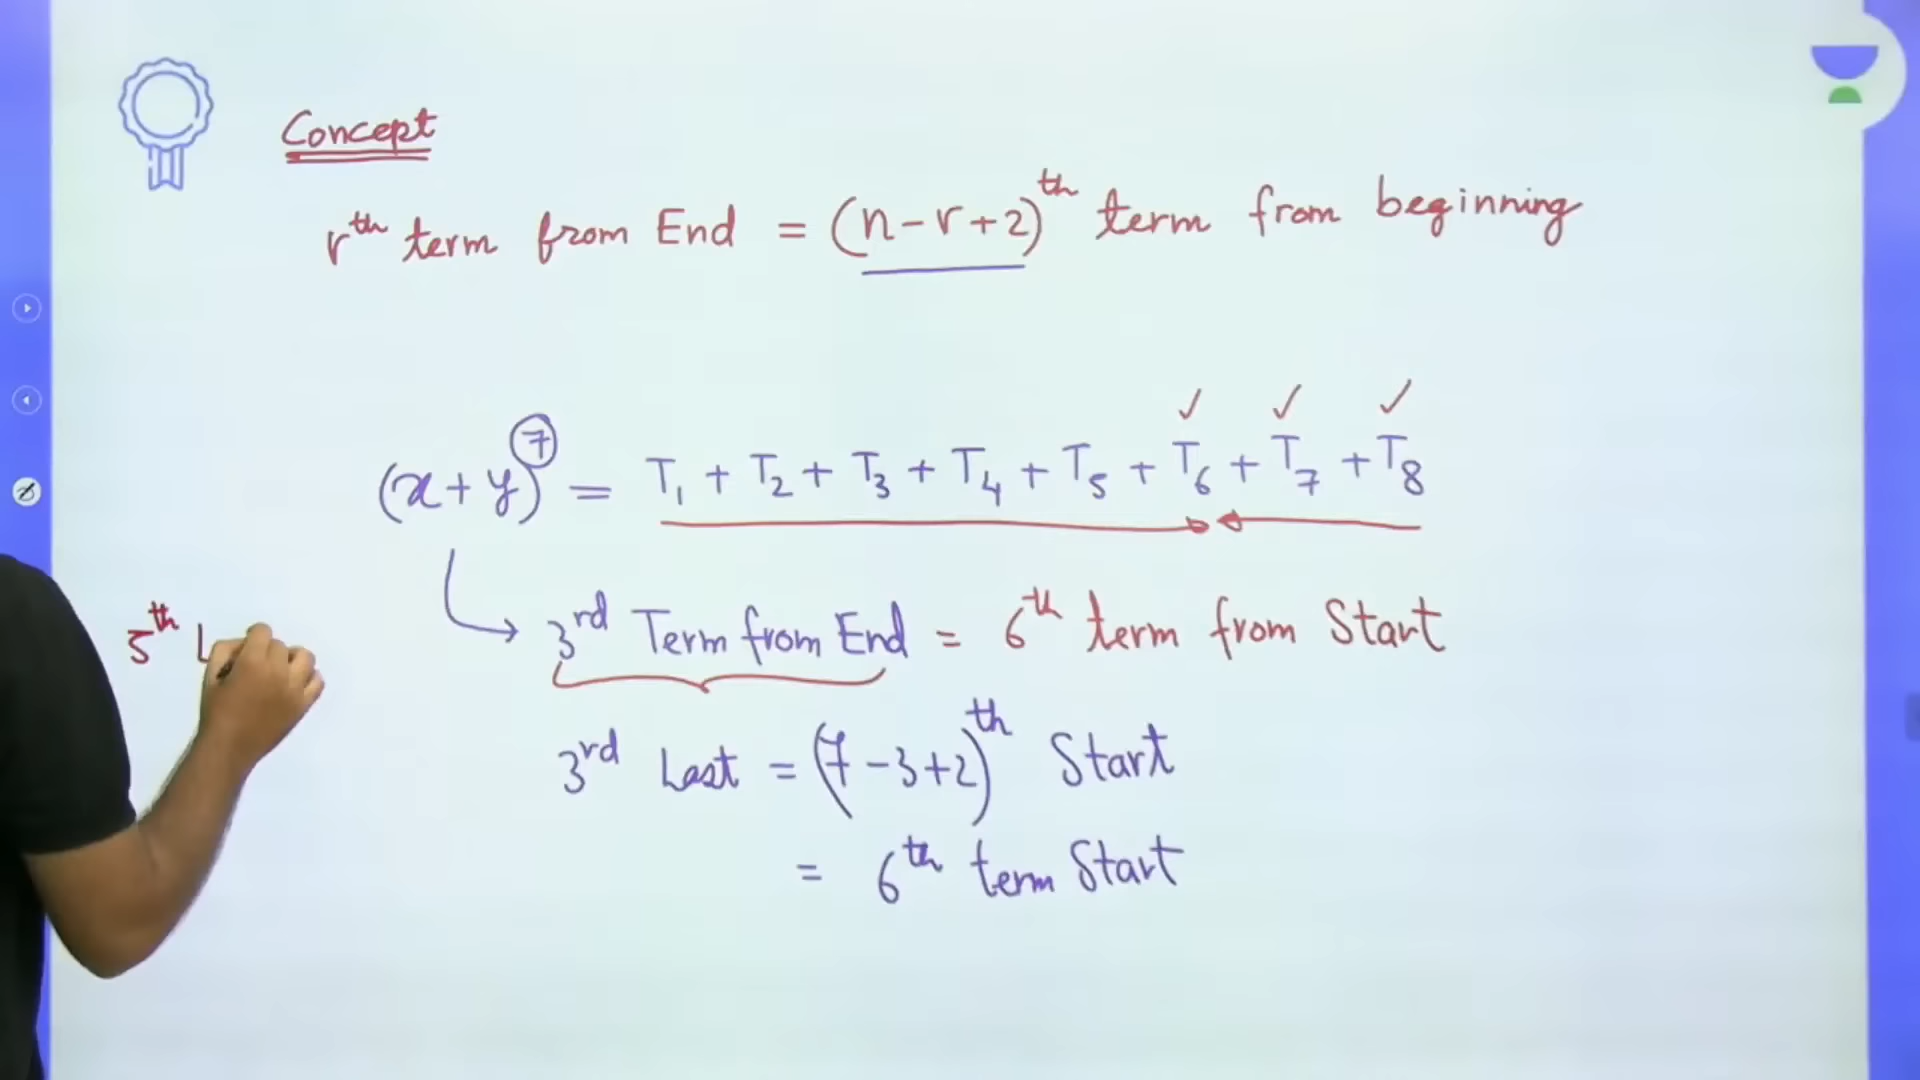 Concept
rth term from End = (n-r+2)th term from beginning
(x+y)7 = T1 + T2 + T3 + T4 + T5 + T6 + T7 + T8
3rd Term from End = 6th term from Start
5th L
3rd Last = (7-3+2)th Start
= 6th term Start